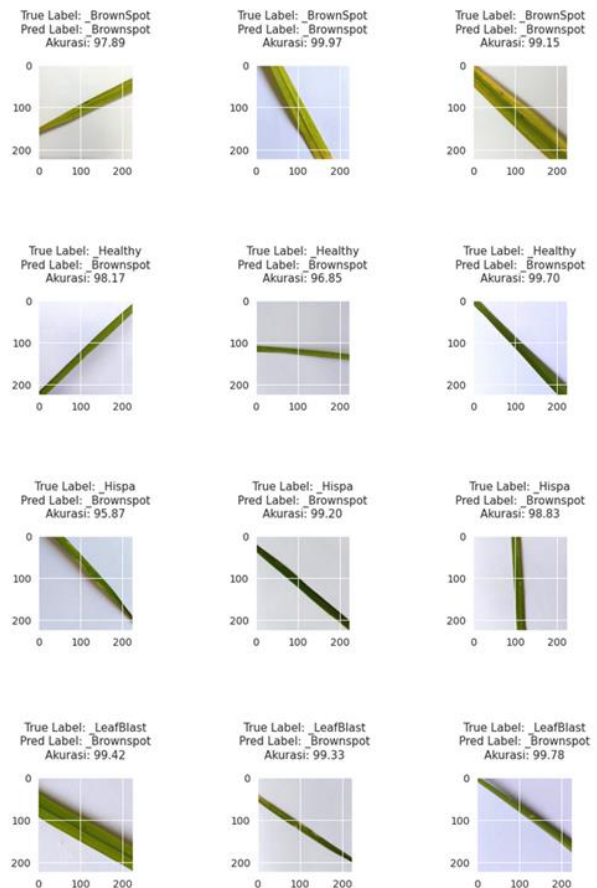 True Label: _BrownSpot
Pred Label: _Brownspot
Akurasi: 97.89
0
100
200
0 100 200
True Label: _BrownSpot
Pred Label: _Brownspot
Akurasi: 99.97
0
100
200
0 100 200
True Label: _BrownSpot
Pred Label: _Brownspot
Akurasi: 99.15
0
100
200
0 100 200
True Label: _Healthy
Pred Label: _Brownspot
Akurasi: 98.17
0
100
200
0 100 200
True Label: _Healthy
Pred Label: _Brownspot
Akurasi: 96.85
0
100
200
0 100 200
True Label: _Healthy
Pred Label: _Brownspot
Akurasi: 99.70
0
100
200
0 100 200
True Label: _Hispa
Pred Label: _Brownspot
Akurasi: 95.87
0
100
200
0 100 200
True Label: _Hispa
Pred Label: _Brownspot
Akurasi: 99.20
0
100
200
0 100 200
True Label: _Hispa
Pred Label: _Brownspot
Akurasi: 98.83
0
100
200
0 100 200
True Label: _LeafBlast
Pred Label: _Brownspot
Akurasi: 99.42
0
100
200
0 100 200
True Label: _LeafBlast
Pred Label: _Brownspot
Akurasi: 99.33
0
100
200
0 100 200
True Label: _LeafBlast
Pred Label: _Brownspot
Akurasi: 99.78
0
100
200
0 100 200